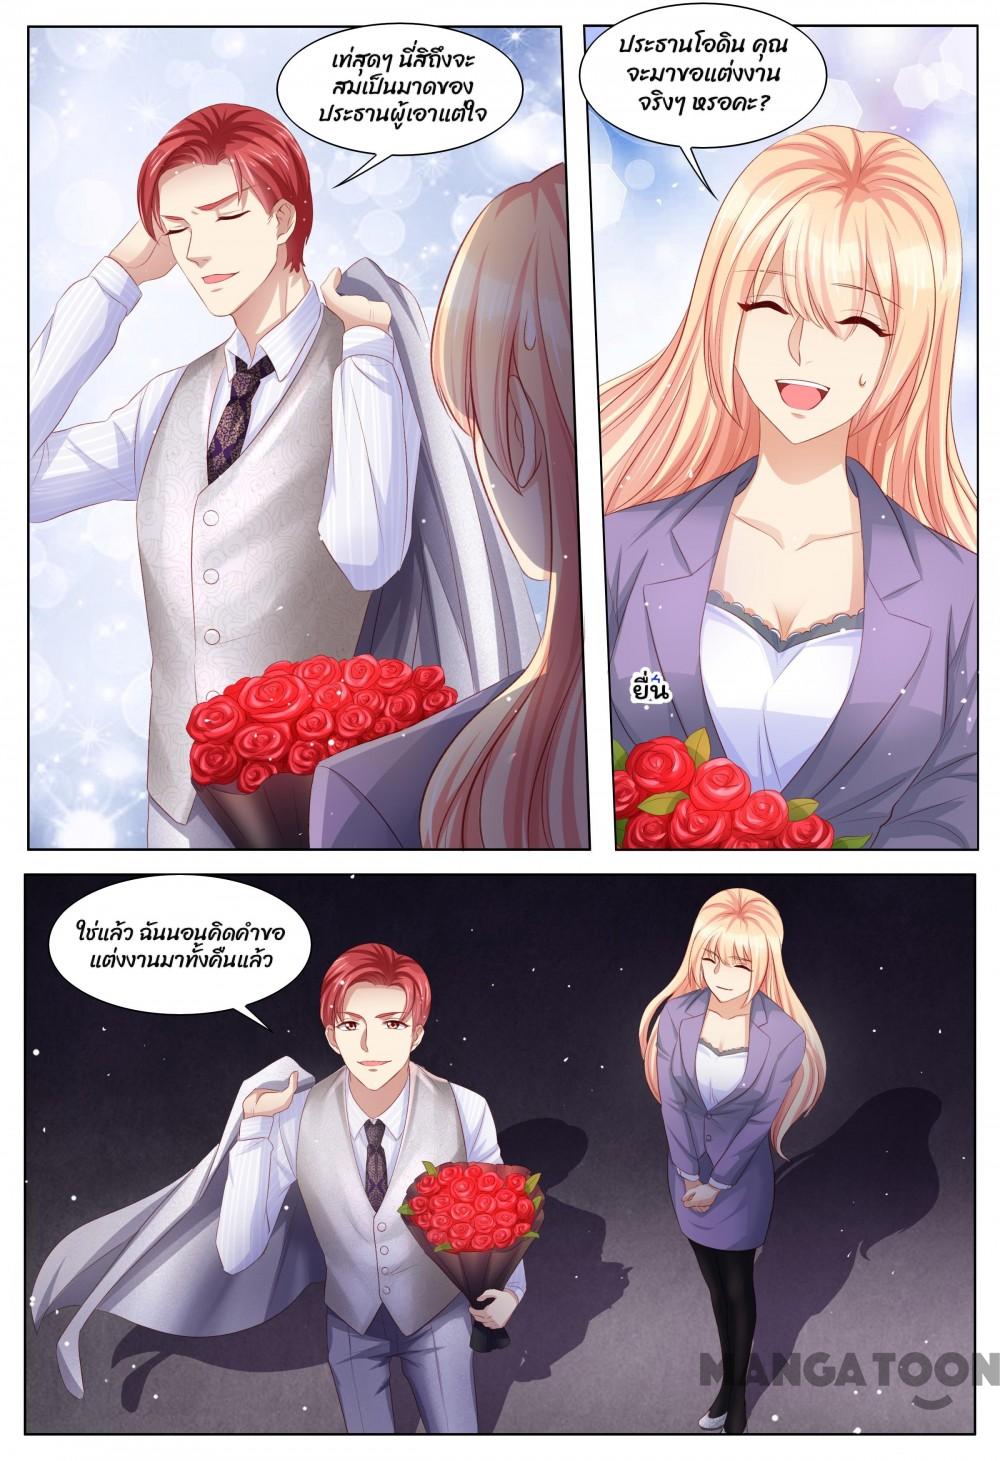 เท่สุดๆ นี่สิถึงจะ
สมเป็นมาดของ
ประธานผู้เอาแต่ใจ
ประธานโอดิน คุณ
จะมาขอแต่งงาน
จริงๆ หรอคะ?
ยื่น
ใช่แล้ว ฉันนอนคิดคำขอ
แต่งงานมาทั้งคืนแล้ว
MANGATOON